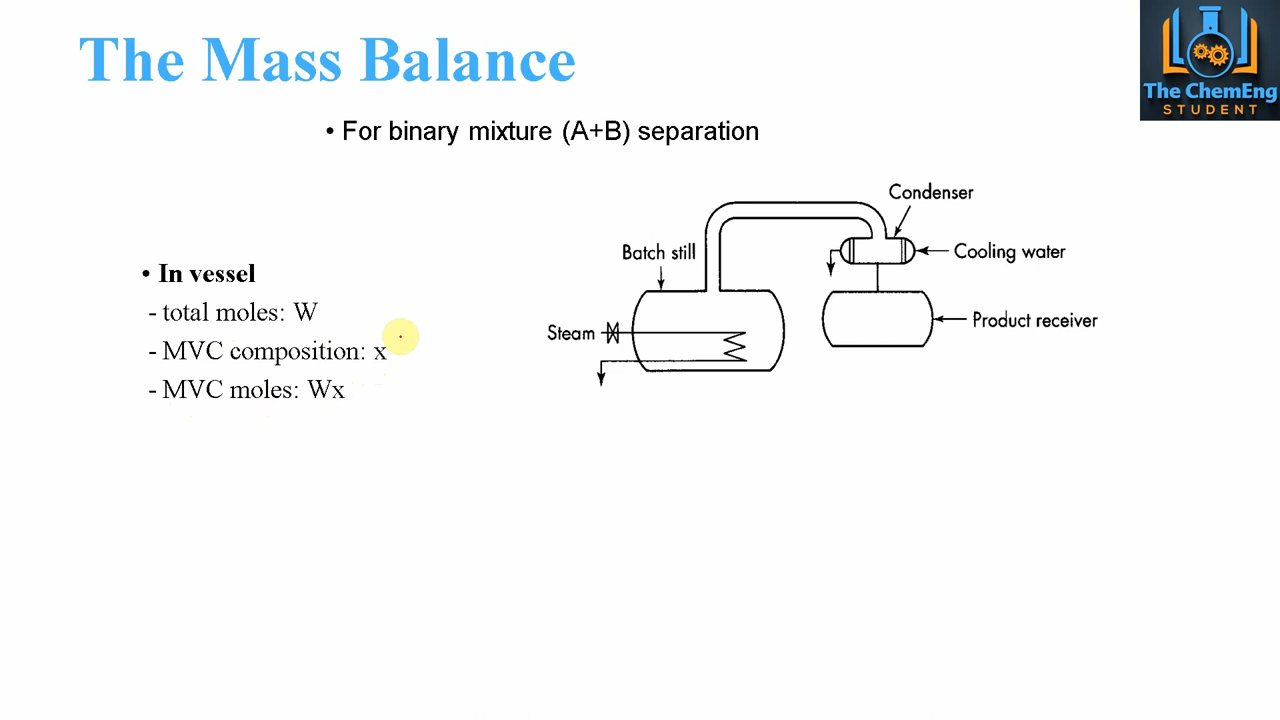 The Mass Balance
The ChemEng
STUDENT
• For binary mixture (A+B) separation
• In vessel
- total moles: W
- MVC composition: x
- MVC moles: Wx
Condenser
Batch still
Cooling water
Steam
Product receiver